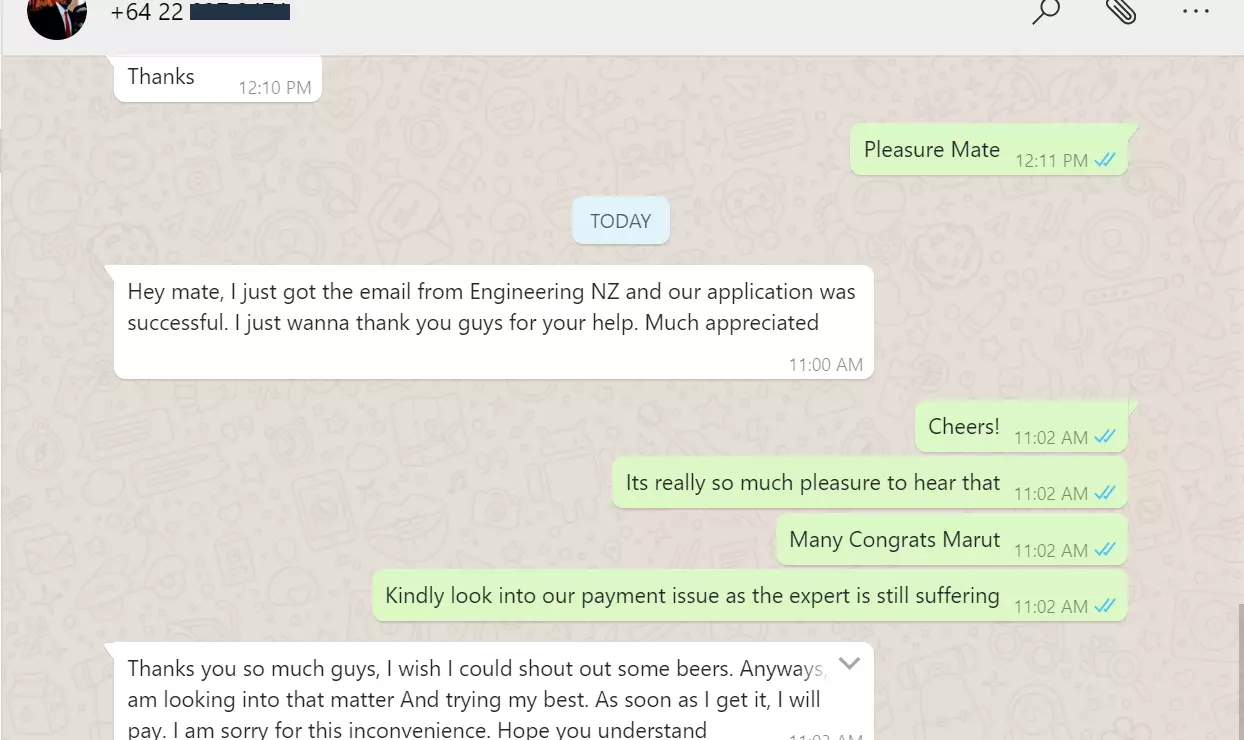 +64 22
Thanks
12:10 PM
Pleasure Mate
12:11 PM
TODAY
Hey mate, I just got the email from Engineering NZ and our application was
successful. I just wanna thank you guys for your help. Much appreciated
11:00 AM
Cheers!
11:02 AM
Its really so much pleasure to hear that
11:02 AM
Many Congrats Marut
11:02 AM
Kindly look into our payment issue as the expert is still suffering
11:02 AM
Thanks you so much guys, I wish I could shout out some beers. Anyways,
am looking into that matter And trying my best. As soon as I get it, I will
pay. I am sorry for this inconvenience. Hope you understand
11:03 AM